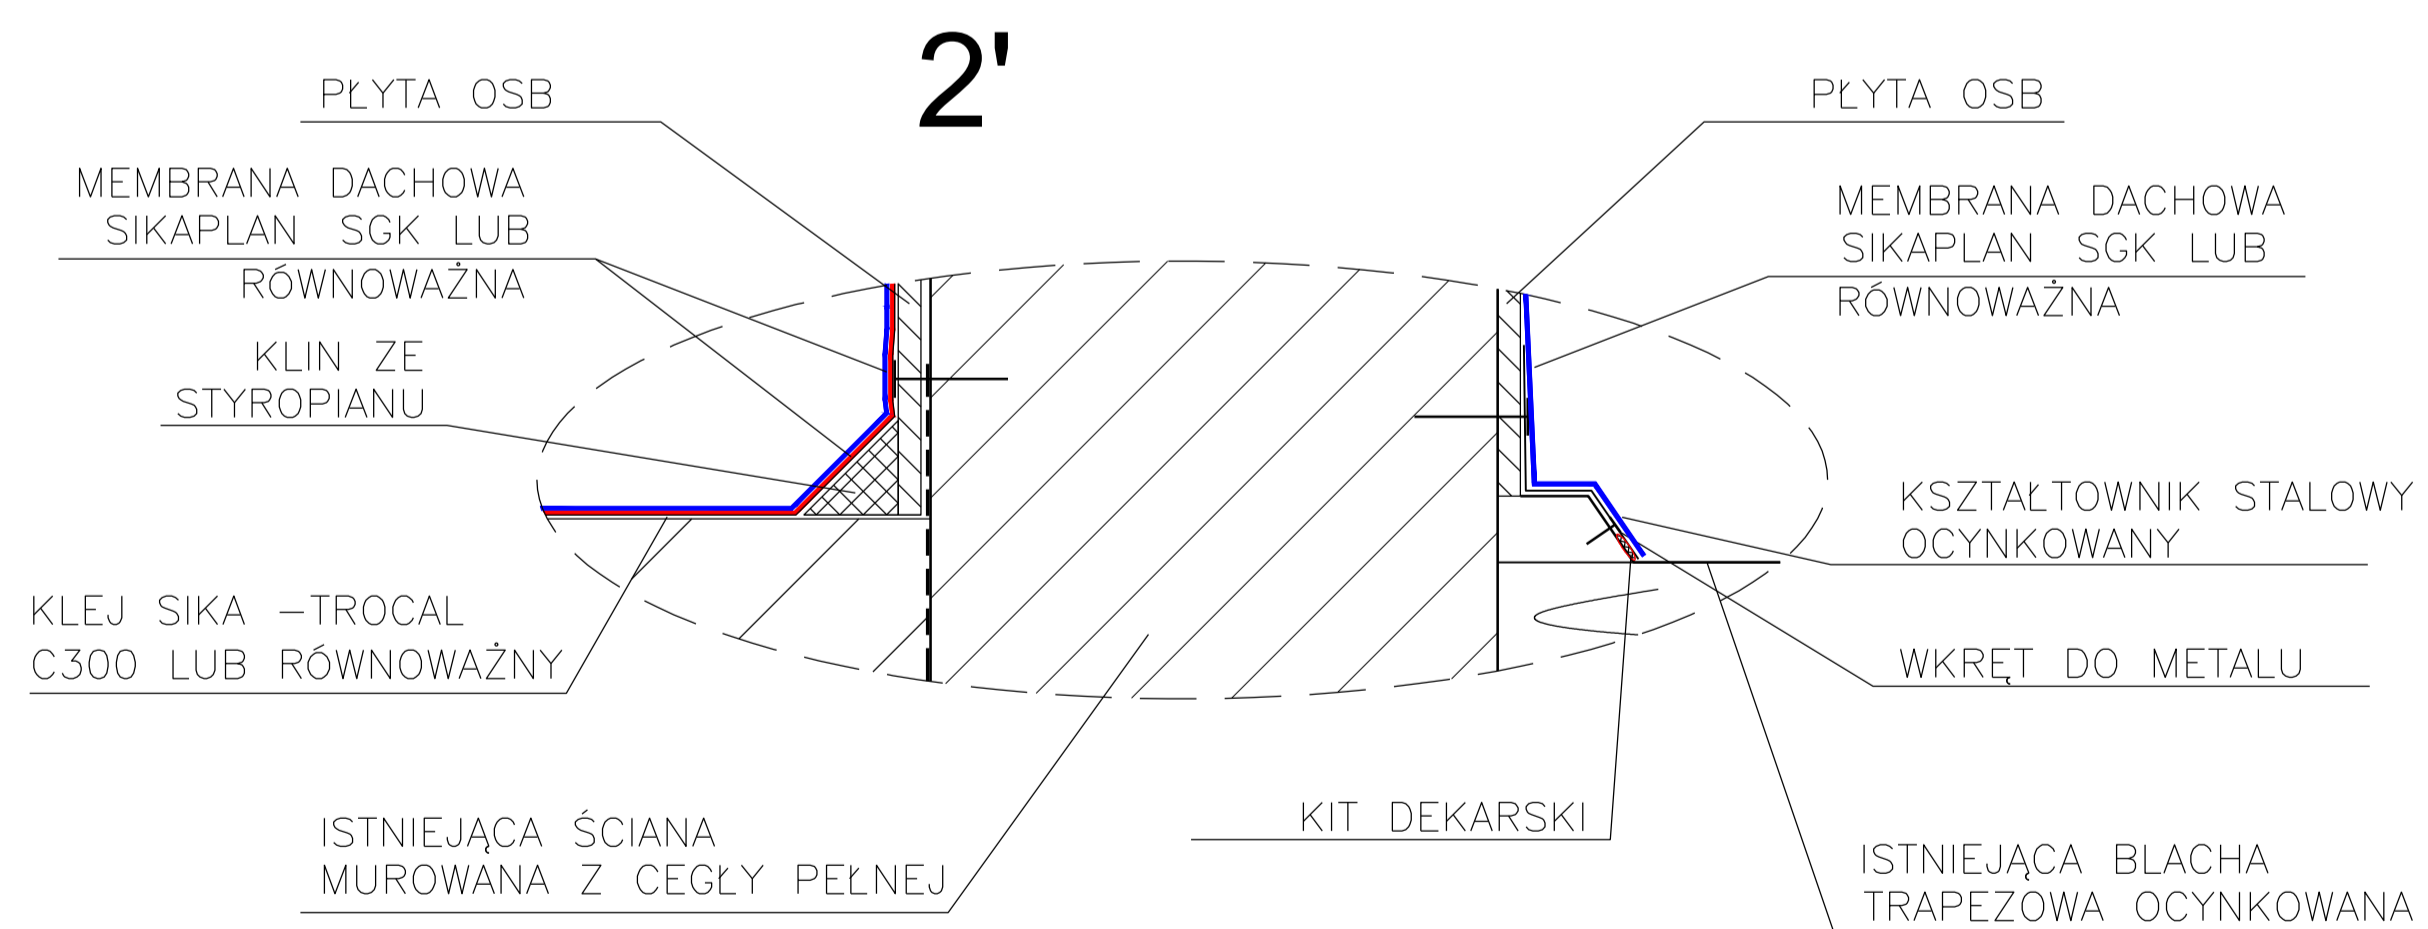 2'
PŁYTA OSB
MEMBRANA DACHOWA
SIKAPLAN SGK LUB
RÓWNOWAŻNA
KLIN ZE
STYROPIANU
KLEJ SIKA –TROCAL
C300 LUB RÓWNOWAŻNY
ISTNIEJĄCA ŚCIANA
MUROWANA Z CEGŁY PEŁNEJ
PŁYTA OSB
MEMBRANA DACHOWA
SIKAPLAN SGK LUB
RÓWNOWAŻNA
KSZTAŁTOWNIK STALOWY
OCYNKOWANY
WKRĘT DO METALU
KIT DEKARSKI
ISTNIEJĄCA BLACHA
TRAPEZOWA OCYNKOWANA